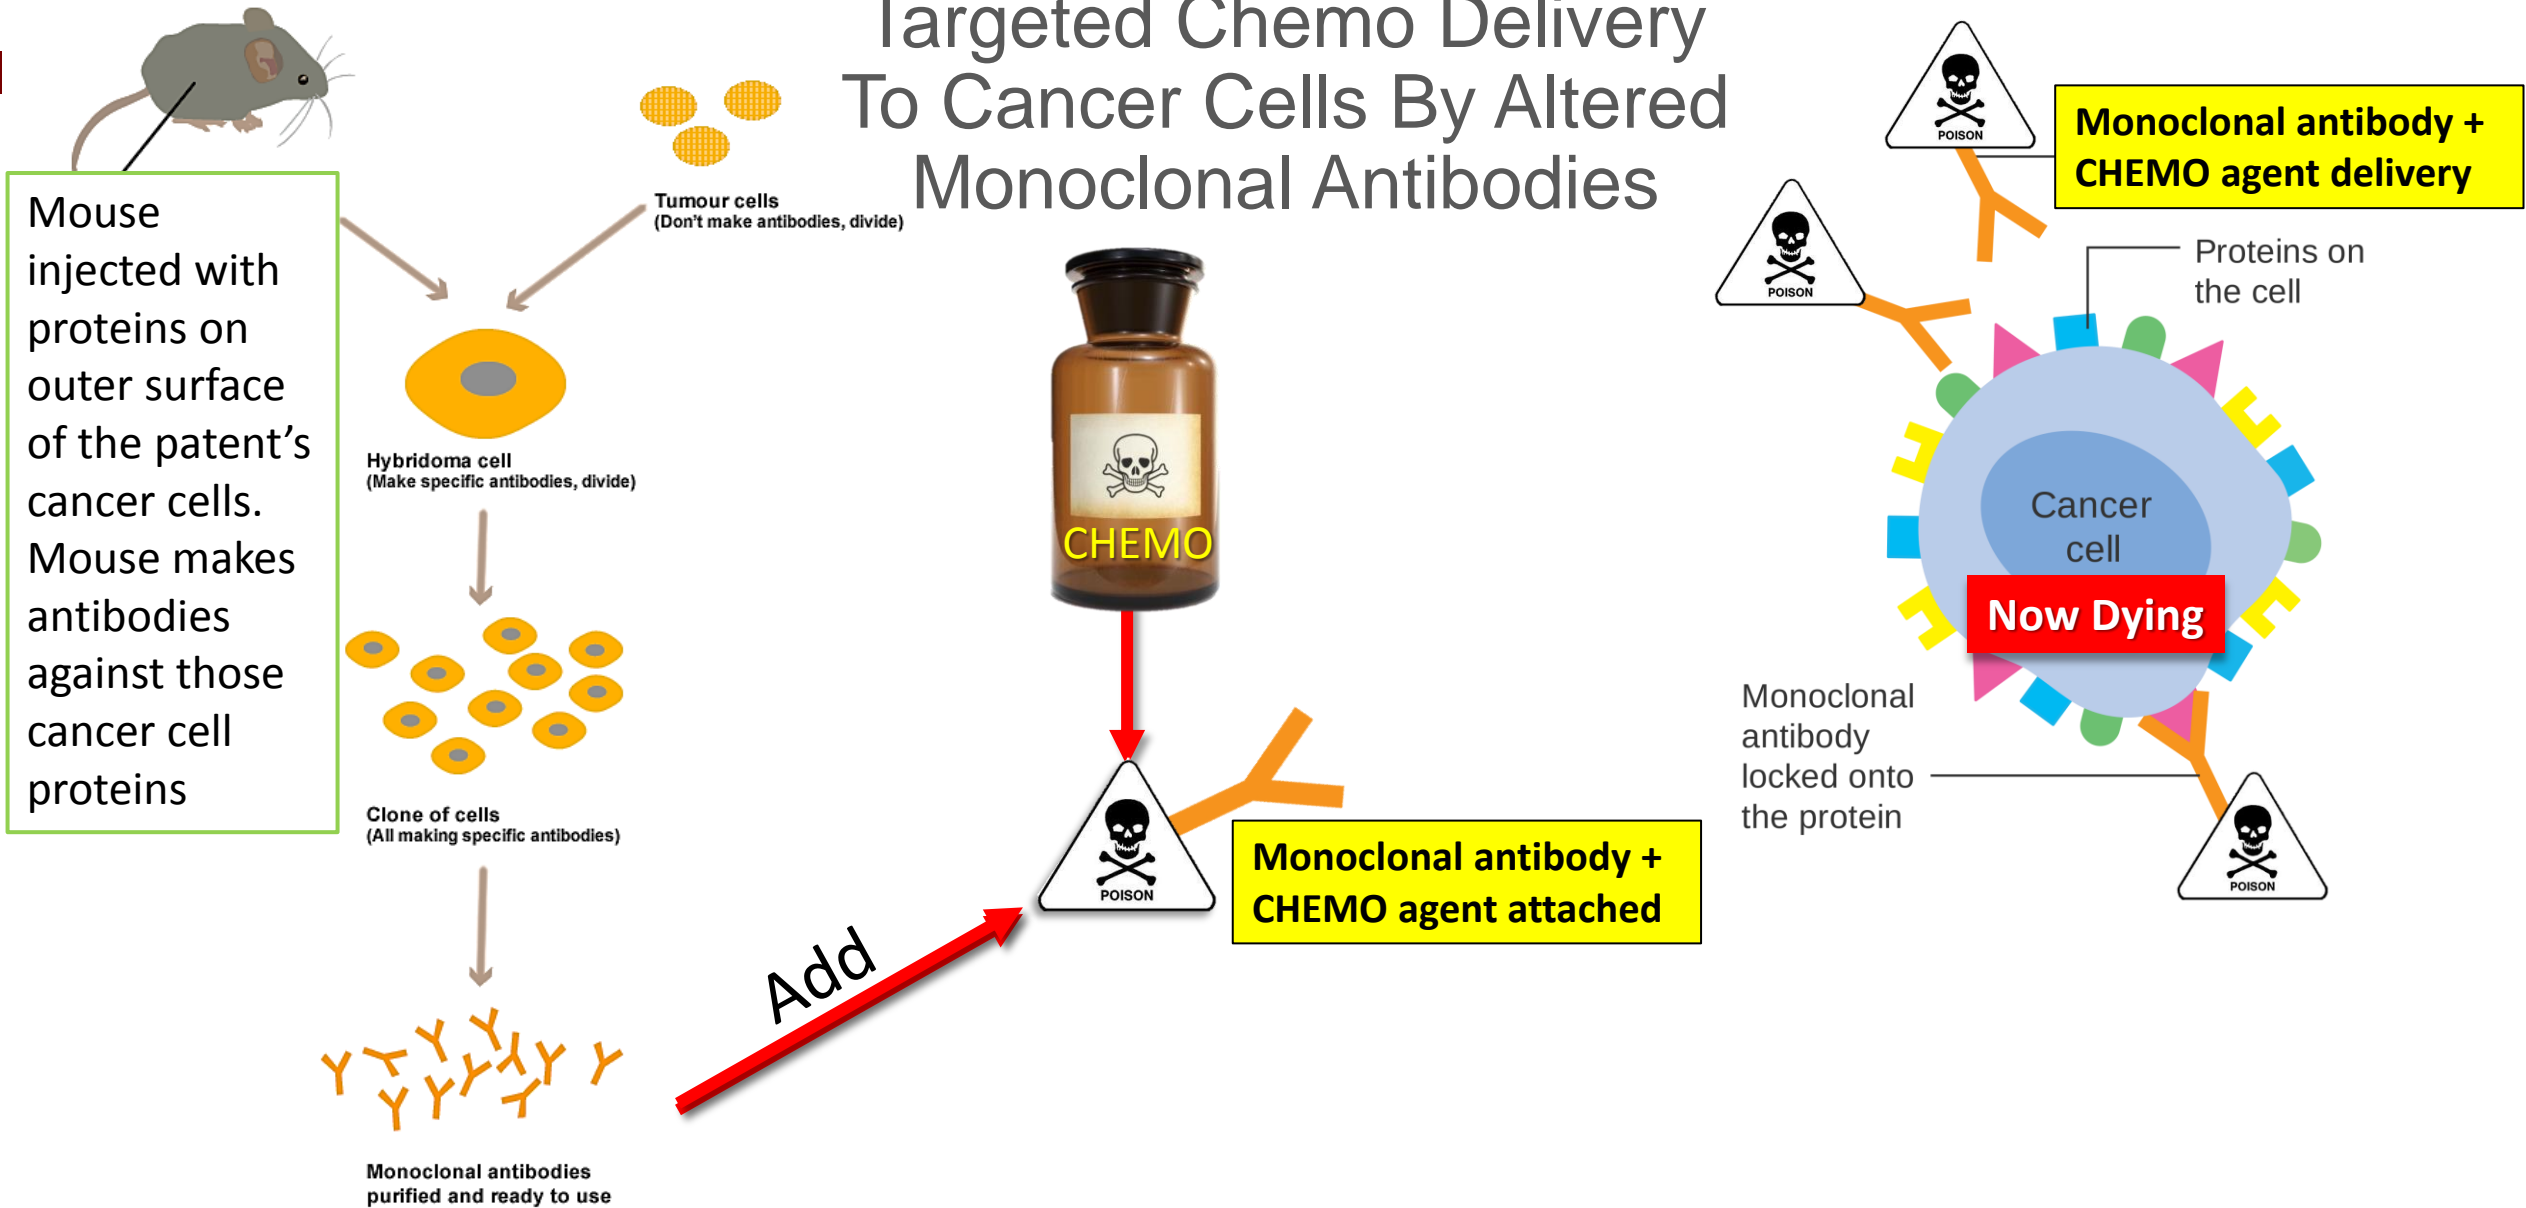 Targeted Chemo Delivery
To Cancer Cells By Altered
Monoclonal Antibodies
Mouse
injected with
proteins on
outer surface
of the patent’s
cancer cells.
Mouse makes
antibodies
against those
cancer cell
proteins
Tumour cells
(Don't make antibodies, divide)
Hybridoma cell
(Make specific antibodies, divide)
Clone of cells
(All making specific antibodies)
Monoclonal antibodies
purified and ready to use
Add
CHEMO
POISON
Monoclonal antibody +
CHEMO agent attached
POISON
Monoclonal antibody +
CHEMO agent delivery
POISON
Proteins on
the cell
Cancer
cell
Now Dying
Monoclonal
antibody
locked onto
the protein
POISON